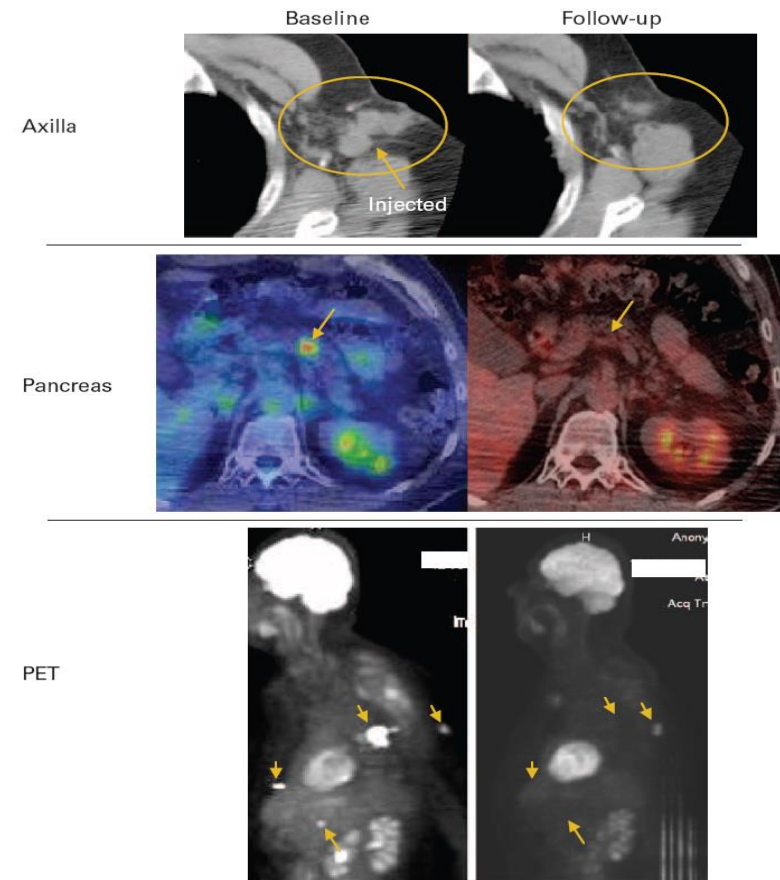 Baseline Follow-up
Axilla
Injected
Pancreas
PET
H
Anony
Acq Tr